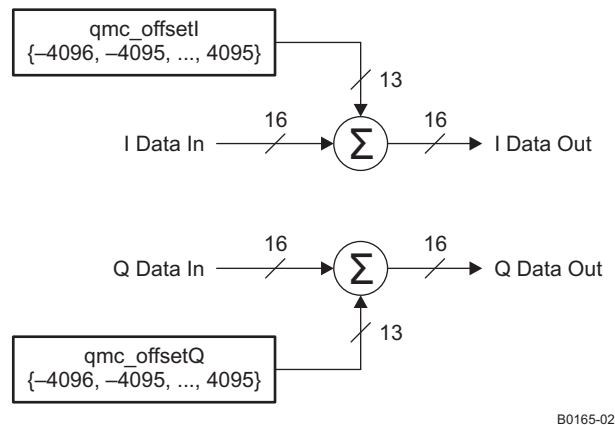 qmc_offsetI
{–4096, –4095, ..., 4095}
13
16
16
I Data In
Σ
I Data Out
16
16
Q Data In
Σ
Q Data Out
13
qmc_offsetQ
{–4096, –4095, ..., 4095}
B0165-02